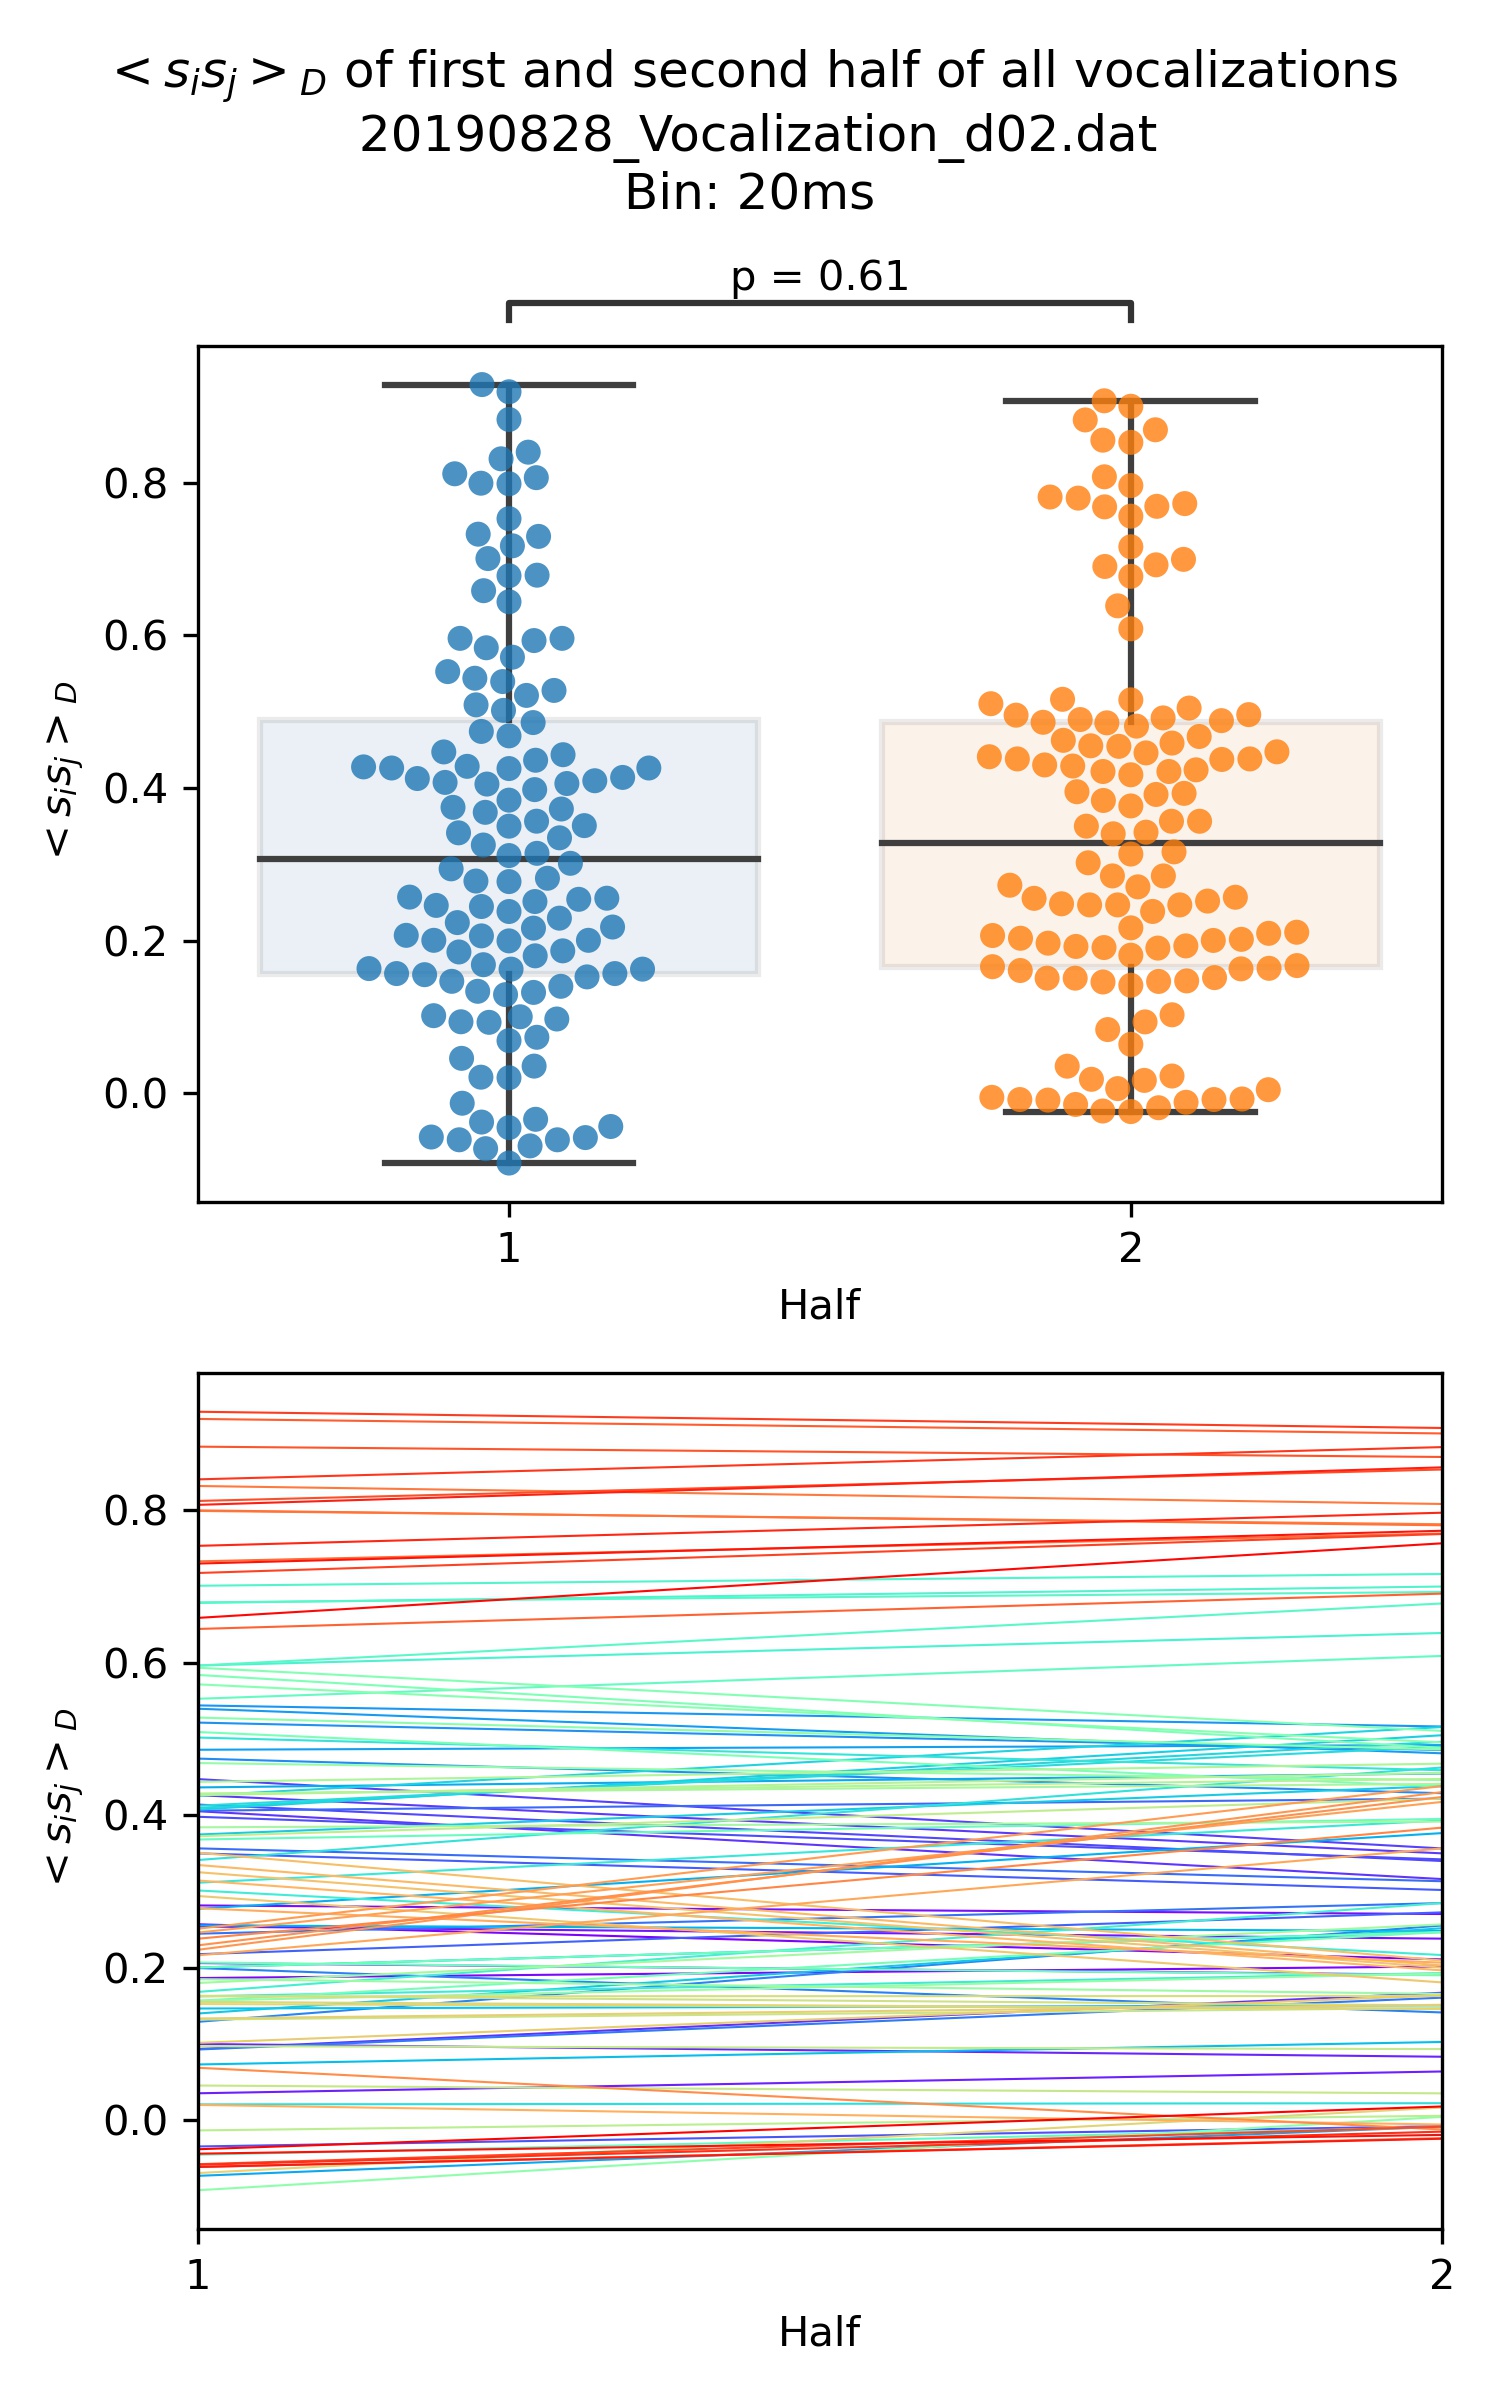 < s_i s_j >_D of first and second half of all vocalizations
20190828_Vocalization_d02.dat
Bin: 20ms
p = 0.61
0.8
0.6
0.4
0.2
0.0
< s_i s_j >_D
1 2
Half
0.8
0.6
0.4
0.2
0.0
< s_i s_j >_D
1 2
Half